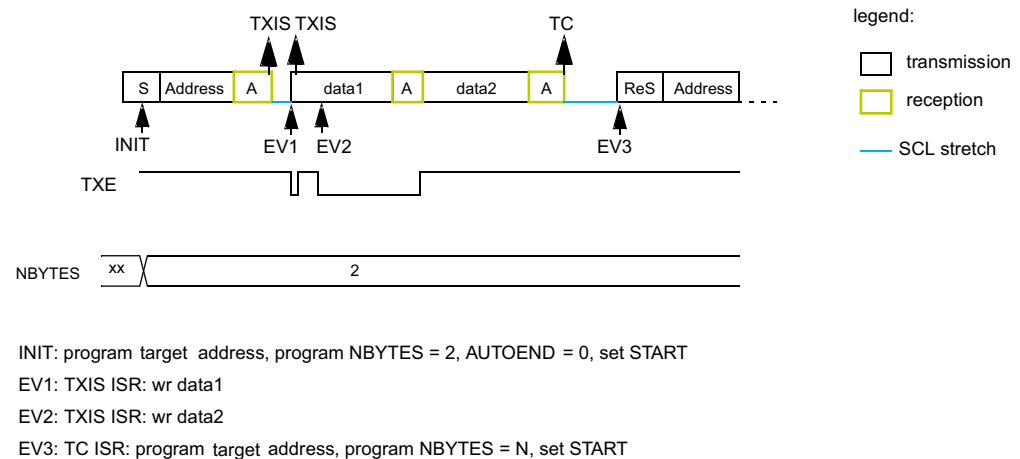 legend:
TXIS TXIS TC
transmission
S Address A data1 A data2 A ReS Address
reception
INIT EV1 EV2 EV3
SCL stretch
TXE
NBYTES xx 2
INIT: program target address, program NBYTES = 2, AUTOEND = 0, set START
EV1: TXIS ISR: wr data1
EV2: TXIS ISR: wr data2
EV3: TC ISR: program target address, program NBYTES = N, set START